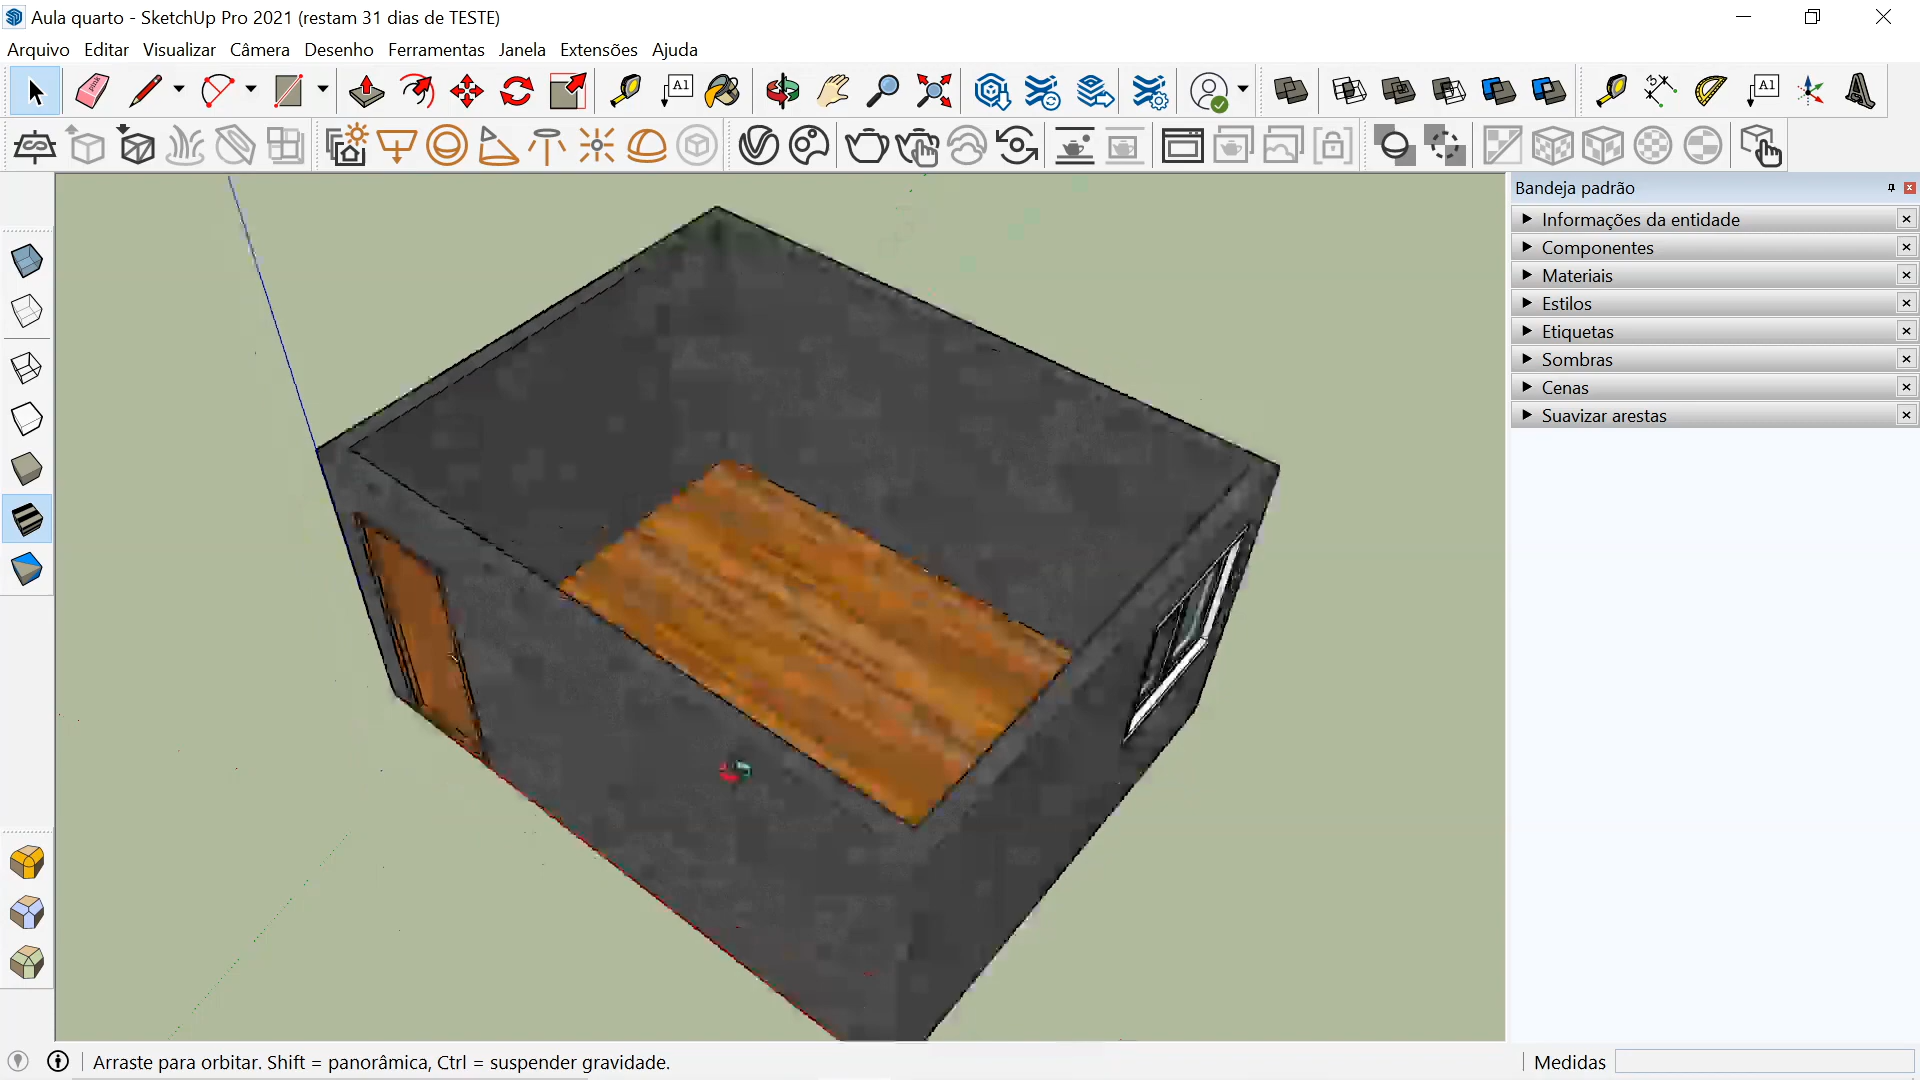 Aula quarto - SketchUp Pro 2021 (restam 31 dias de TESTE)
Arquivo Editar Visualizar Câmera Desenho Ferramentas Janela Extensões Ajuda
A1
A1
Bandeja padrão
Informações da entidade
Componentes
Materiais
Estilos
Etiquetas
Sombras
Cenas
Suavizar arestas
Arraste para orbitar. Shift = panorâmica, Ctrl = suspender gravidade.
Medidas